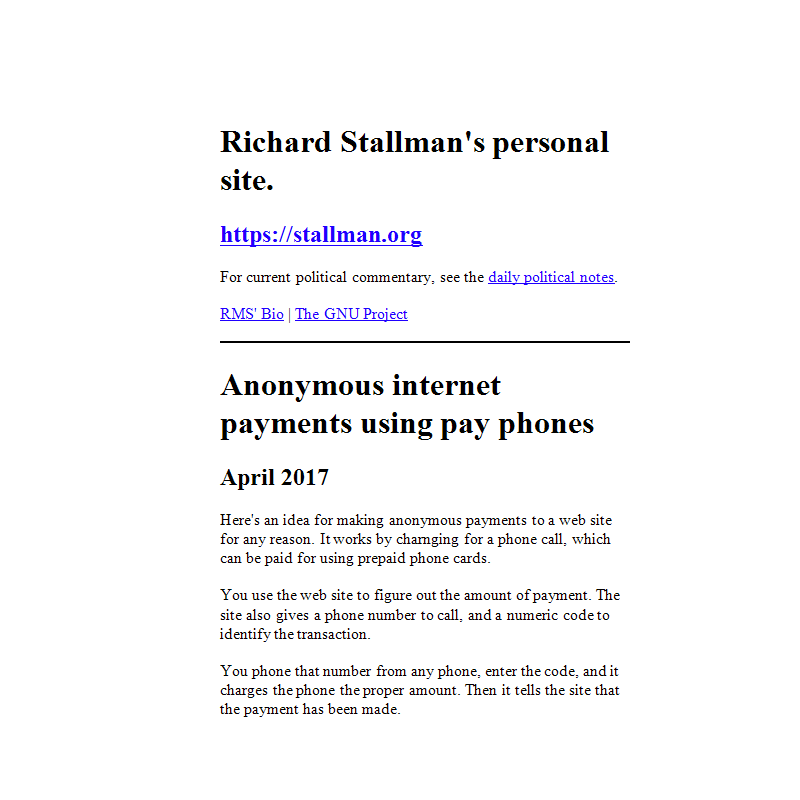 Richard Stallman's personal
site.
https://stallman.org
For current political commentary, see the daily political notes.
RMS' Bio | The GNU Project
Anonymous internet
payments using pay phones
April 2017
Here's an idea for making anonymous payments to a web site
for any reason. It works by charnging for a phone call, which
can be paid for using prepaid phone cards.
You use the web site to figure out the amount of payment. The
site also gives a phone number to call, and a numeric code to
identify the transaction.
You phone that number from any phone, enter the code, and it
charges the phone the proper amount. Then it tells the site that
the payment has been made.